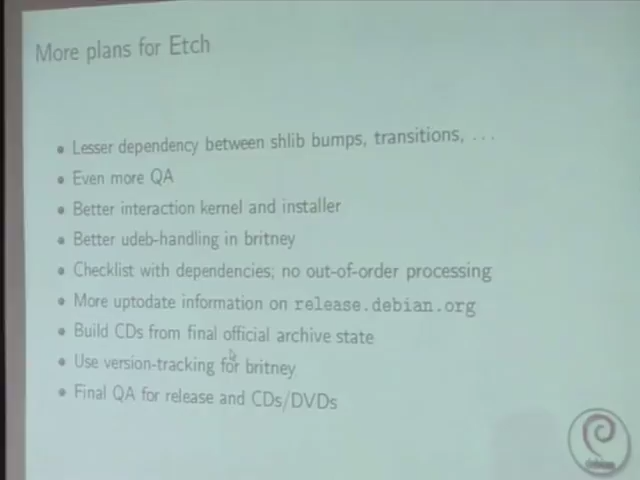 More plans for Etch
• Lesser dependency between shlib bumps, transitions, ...
• Even more QA
• Better interaction kernel and installer
• Better udeb-handling in britney
• Checklist with dependencies; no out-of-order processing
• More uptodate information on release.debian.org
• Build CDs from final official archive state
• Use version-tracking for britney
• Final QA for release and CDs/DVDs
debian